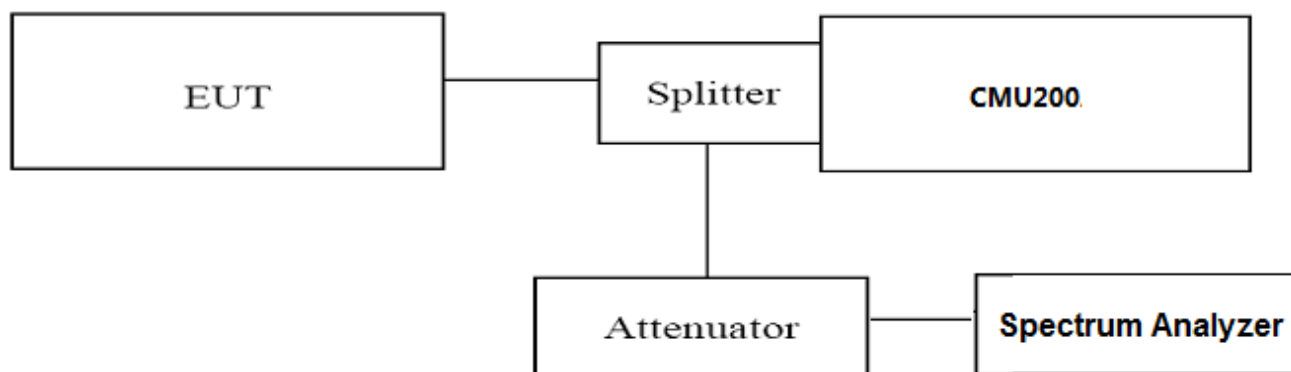 EUT
Splitter
CMU200.
Attenuator
Spectrum Analyzer